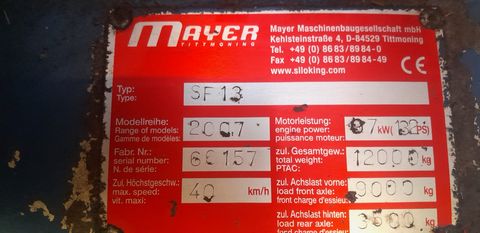 MAYER
TITTMONING
Mayer Maschinenbaugesellschaft mbH
Kehlsteinstraße 4, D-84529 Tittmoning
Tel. +49 (0) 86 83/89 84-0
Fax +49 (0) 86 83/89 84-49
www.siloking.com
CE
Typ:
Type:
SF13
Modellreihe:
Range of models:
Gamme de modèles:
2007
Motorleistung:
engine power:
puissance moteur:
kW( PS)
Fabr. Nr.:
serial number:
N. de série:
60157
zul. Gesamtgew.:
total weight:
PTAC:
12000 kg
Zul. Höchstgeschw.:
max. speed:
vit. maxi:
40 km/h
zul. Achslast vorne:
load front axle:
front charge d'essieu:
9000 kg
zul. Achslast hinten:
load rear axle:
kg